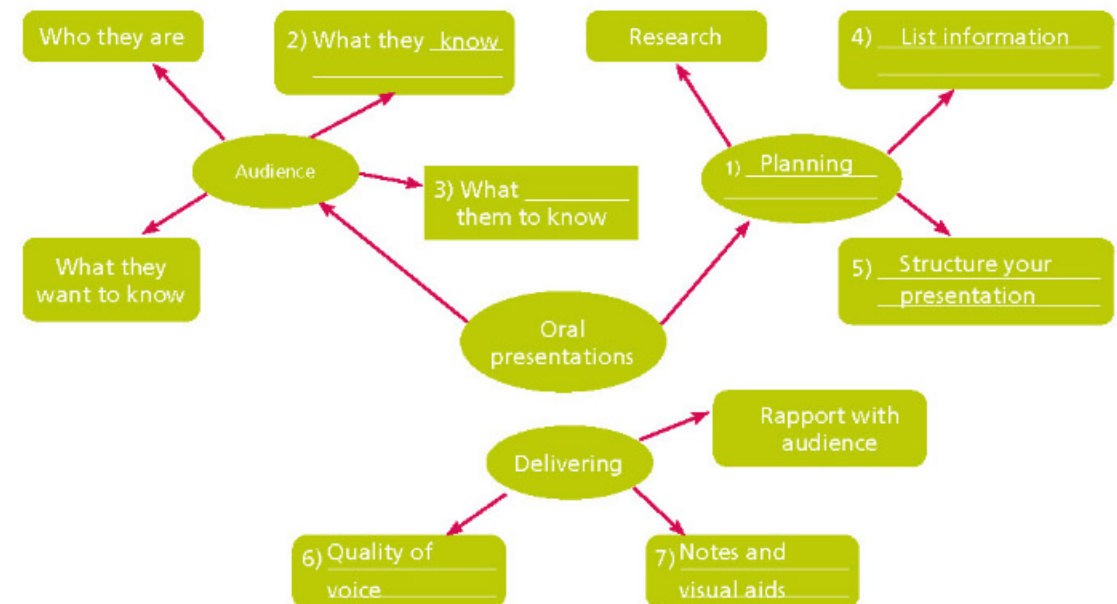 Who they are
2) What they know
Research
4) List information
Audience
1) Planning
3) What ________
them to know
What they
want to know
5) Structure your
presentation
Oral
presentations
Rapport with
audience
Delivering
6) Quality of
voice
7) Notes and
visual aids